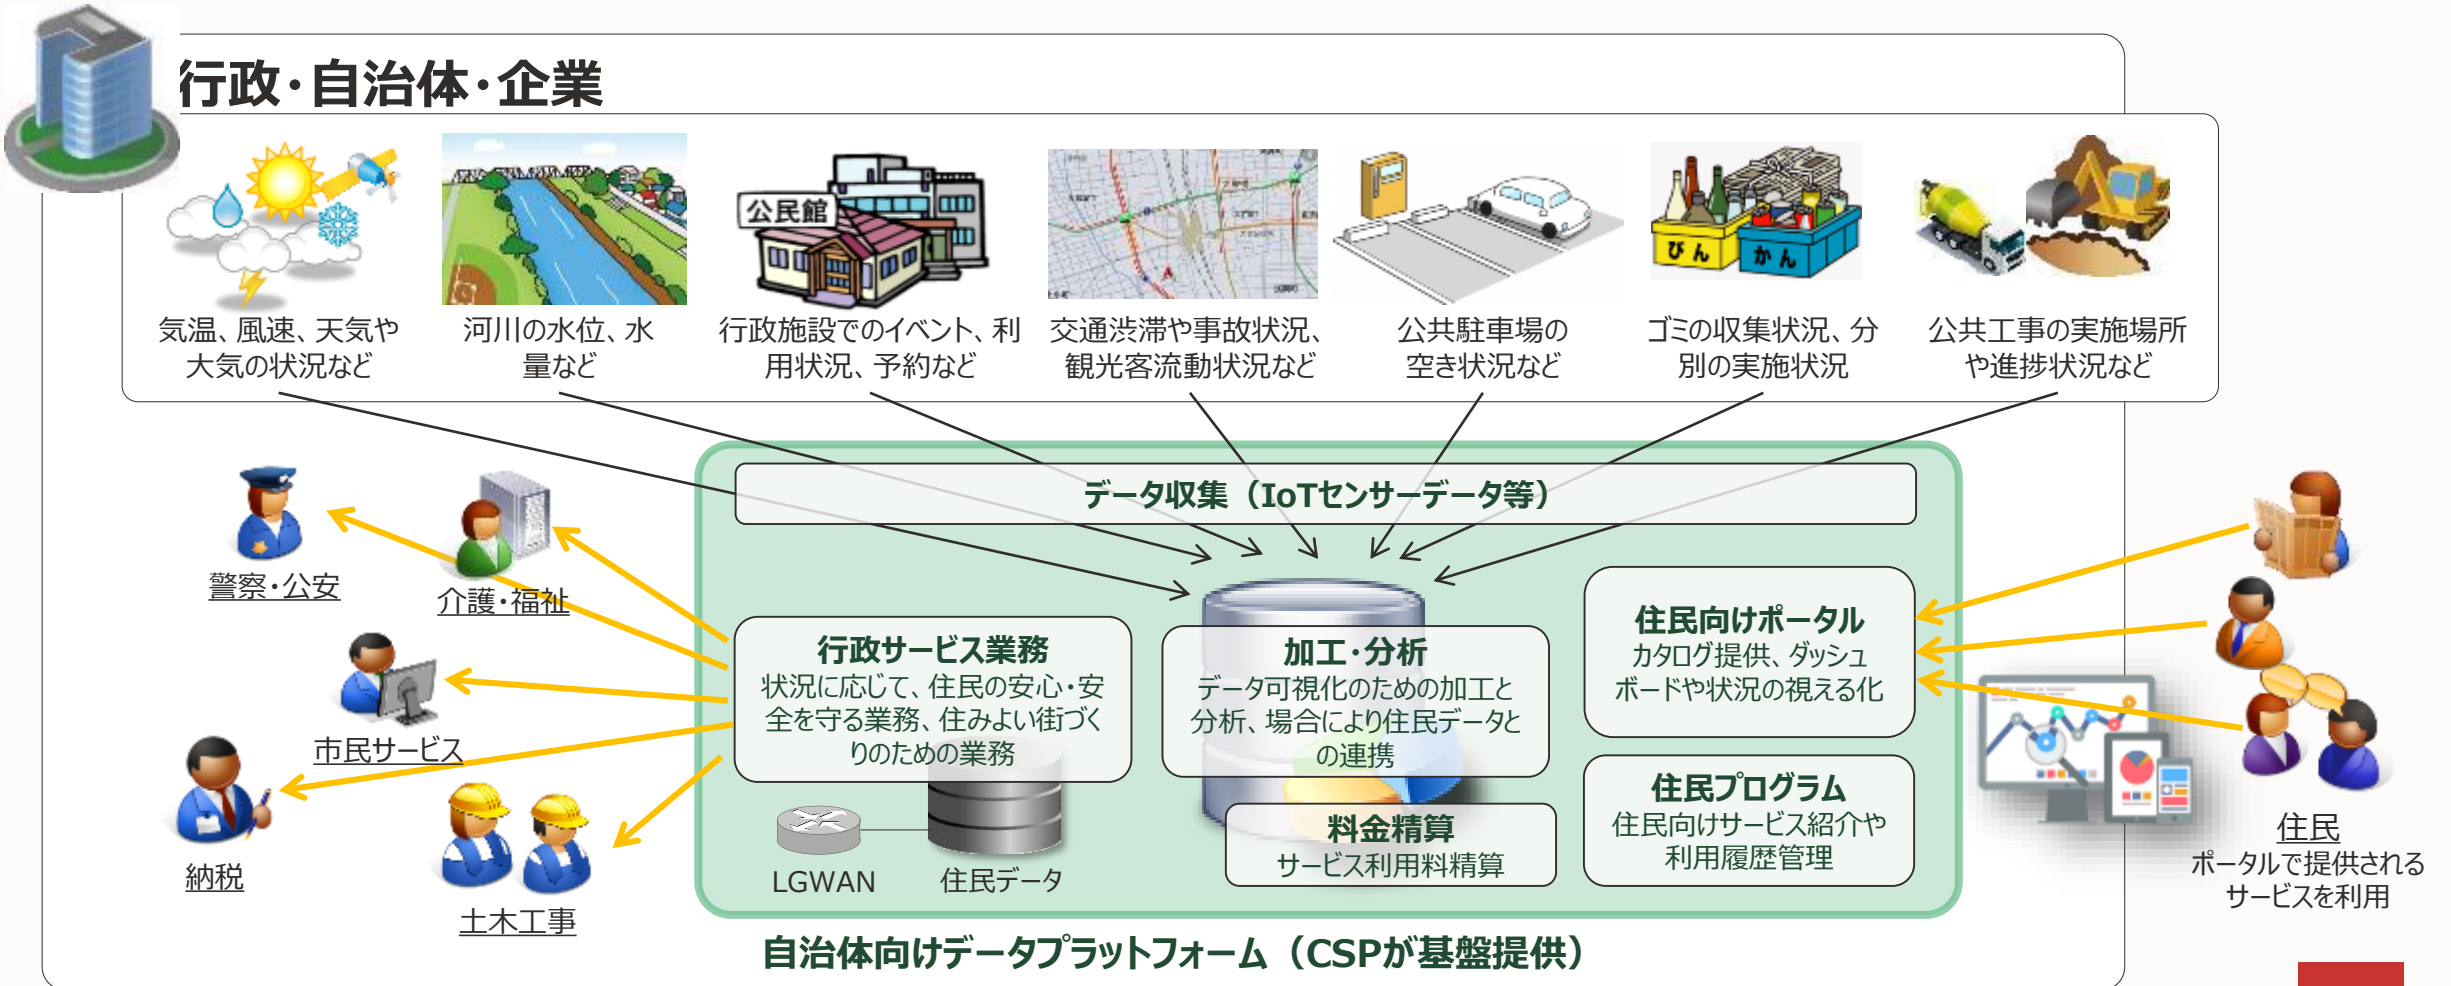 行政・自治体・企業
公民館
びん
かん
気温、風速、天気や
大気の状況など
河川の水位、水
量など
行政施設でのイベント、利
用状況、予約など
交通渋滞や事故状況、
観光客流動状況など
公共駐車場の
空き状況など
ゴミの収集状況、分
別の実施状況
公共工事の実施場所
や進捗状況など
データ収集（IoTセンサーデータ等）
警察・公安
介護・福祉
市民サービス
納税
土木工事
行政サービス業務
状況に応じて、住民の安心・安
全を守る業務、住みよい街づく
りのための業務
LGWAN
住民データ
加工・分析
データ可視化のための加工と
分析、場合により住民データと
の連携
料金精算
サービス利用料精算
住民向けポータル
カタログ提供、ダッシュ
ボードや状況の視える化
住民プログラム
住民向けサービス紹介や
利用履歴管理
住民
ポータルで提供される
サービスを利用
自治体向けデータプラットフォーム（CSPが基盤提供）